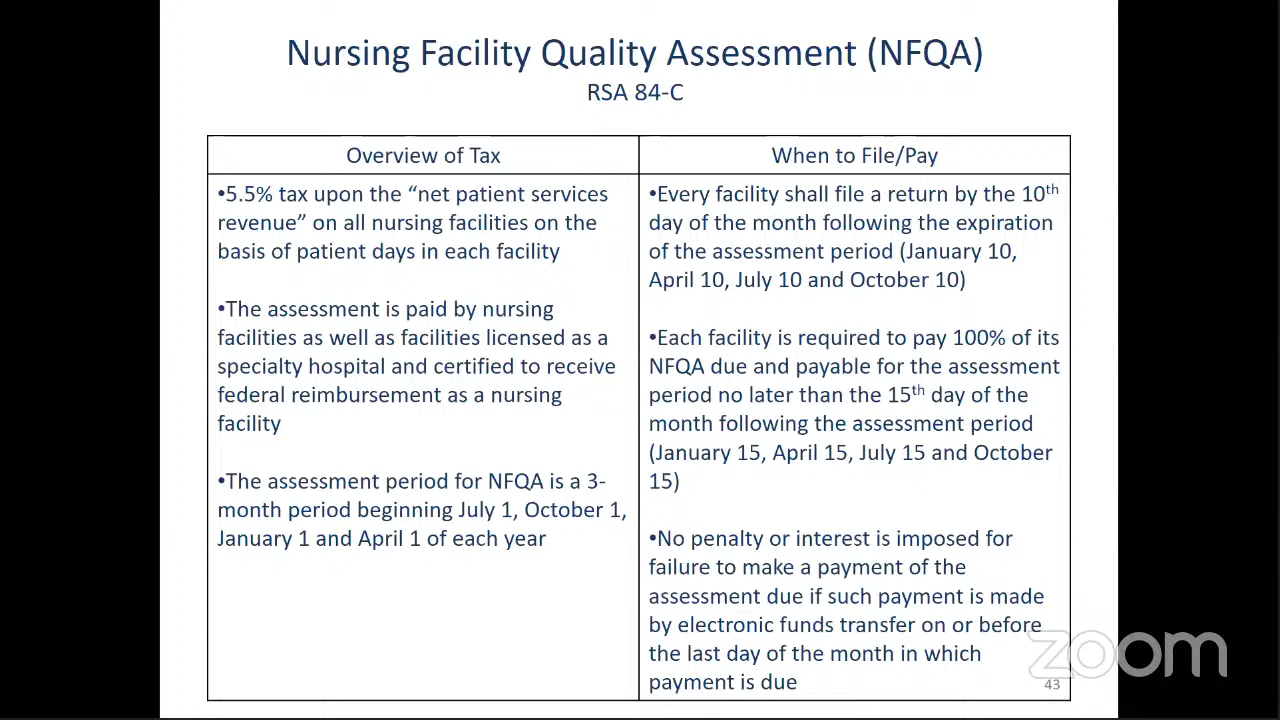 Nursing Facility Quality Assessment (NFQA)
RSA 84-C
Overview of Tax
•5.5% tax upon the “net patient services
revenue” on all nursing facilities on the
basis of patient days in each facility
•The assessment is paid by nursing
facilities as well as facilities licensed as a
specialty hospital and certified to receive
federal reimbursement as a nursing
facility
•The assessment period for NFQA is a 3-
month period beginning July 1, October 1,
January 1 and April 1 of each year
When to File/Pay
•Every facility shall file a return by the 10th
day of the month following the expiration
of the assessment period (January 10,
April 10, July 10 and October 10)
•Each facility is required to pay 100% of its
NFQA due and payable for the assessment
period no later than the 15th day of the
month following the assessment period
(January 15, April 15, July 15 and October
15)
•No penalty or interest is imposed for
failure to make a payment of the
assessment due if such payment is made
by electronic funds transfer on or before
the last day of the month in which
payment is due
zoom
43